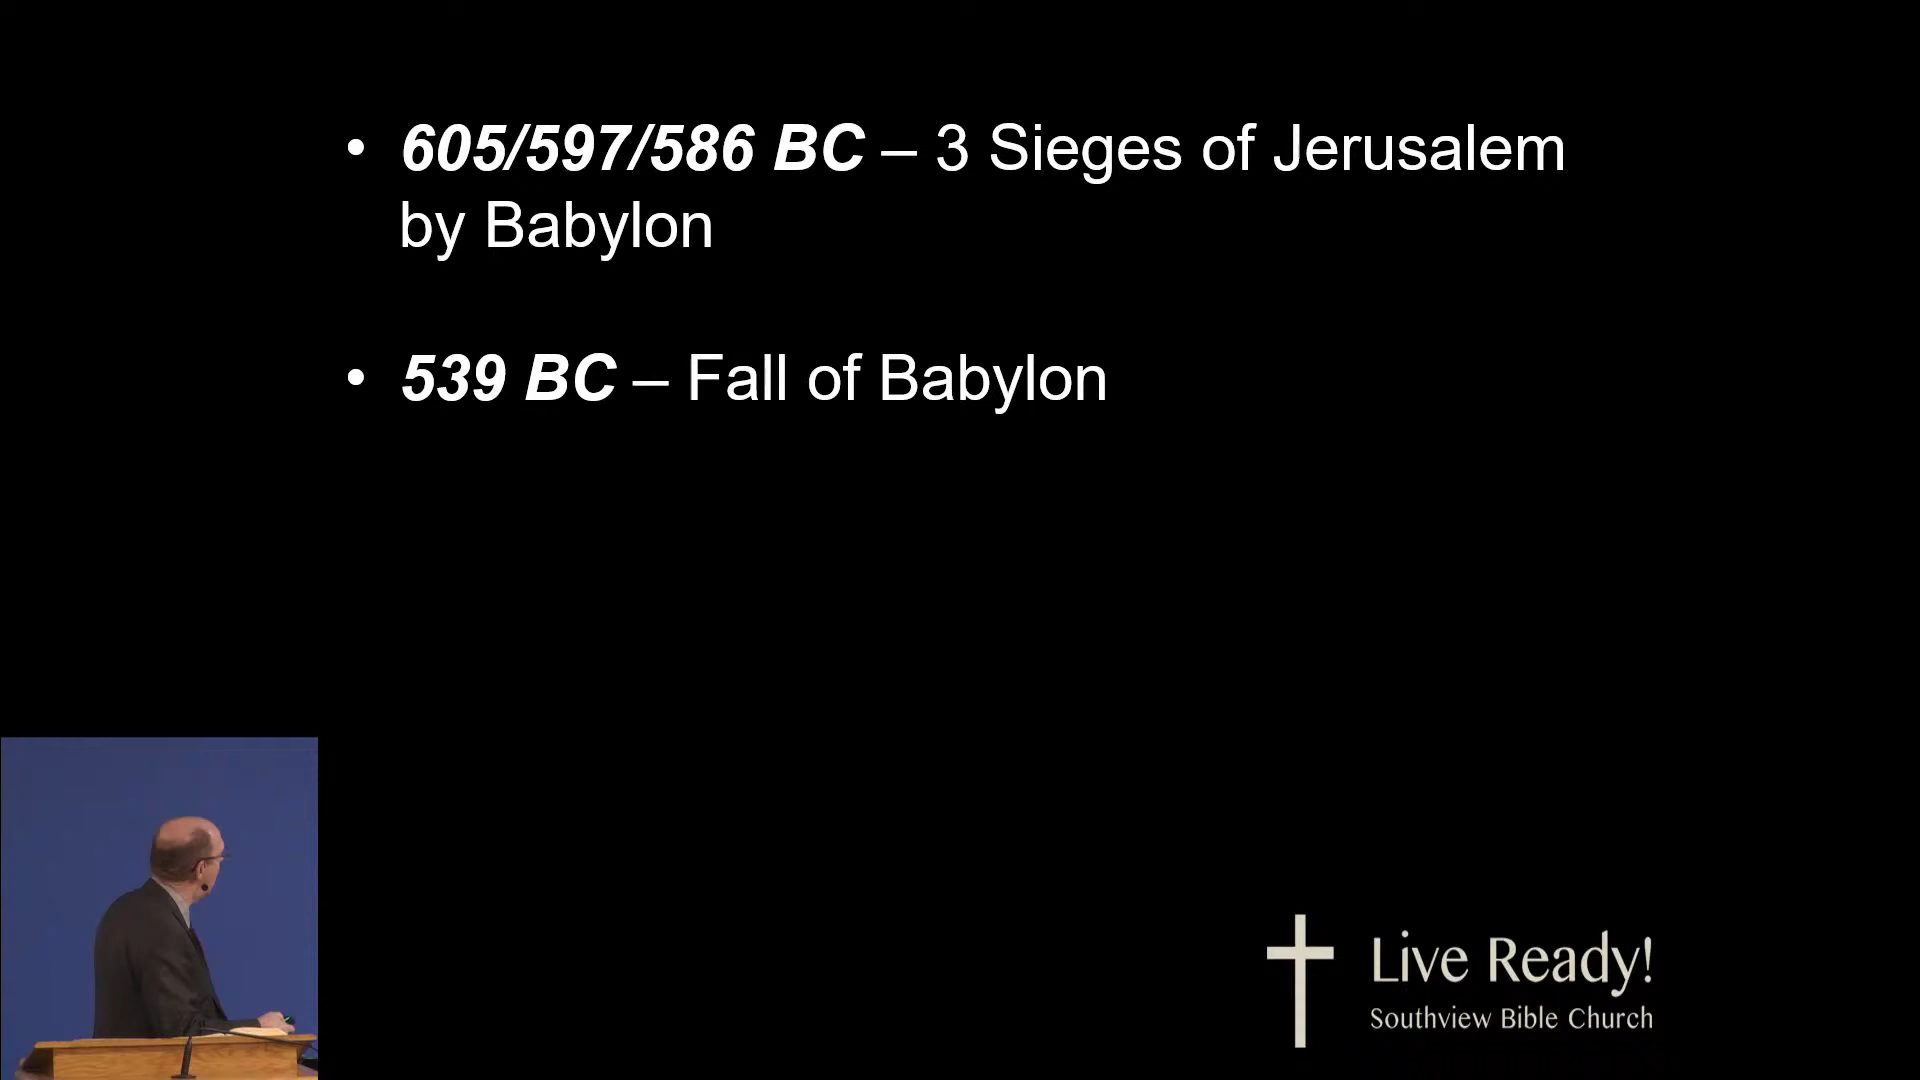 • 605/597/586 BC – 3 Sieges of Jerusalem
by Babylon
• 539 BC – Fall of Babylon
Live Ready!
Southview Bible Church